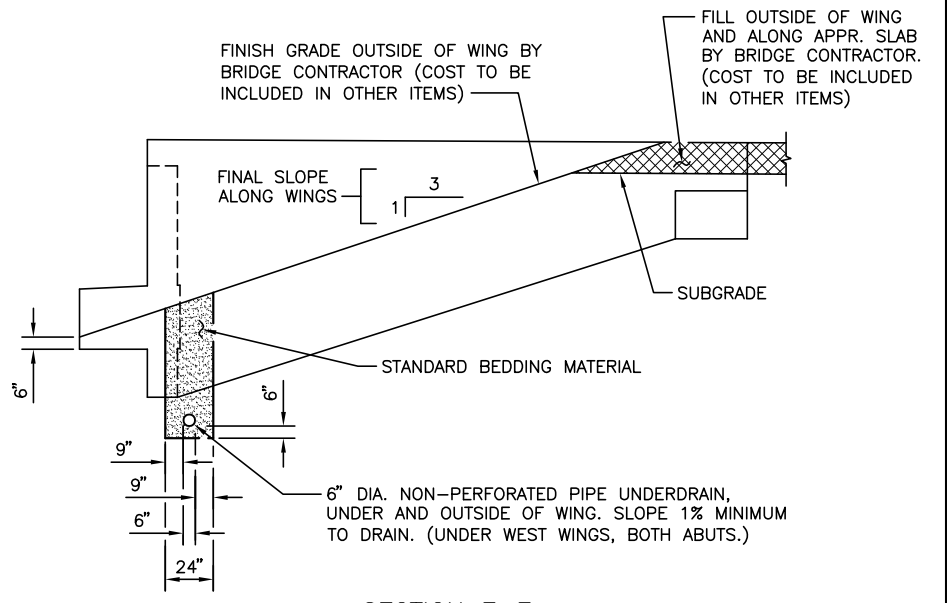 FILL OUTSIDE OF WING
AND ALONG APPR. SLAB
BY BRIDGE CONTRACTOR.
(COST TO BE INCLUDED
IN OTHER ITEMS)
FINISH GRADE OUTSIDE OF WING BY
BRIDGE CONTRACTOR (COST TO BE
INCLUDED IN OTHER ITEMS)
FINAL SLOPE
ALONG WINGS
3
1
SUBGRADE
STANDARD BEDDING MATERIAL
6"
6"
9"
9"
6"
24"
6" DIA. NON-PERFORATED PIPE UNDERDRAIN,
UNDER AND OUTSIDE OF WING. SLOPE 1% MINIMUM
TO DRAIN. (UNDER WEST WINGS, BOTH ABUTS.)